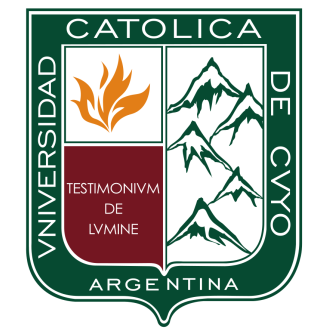 VNIVERSIDAD
CATOLICA
DE CVYO
TESTIMONIVM
DE
LVMINE
ARGENTINA